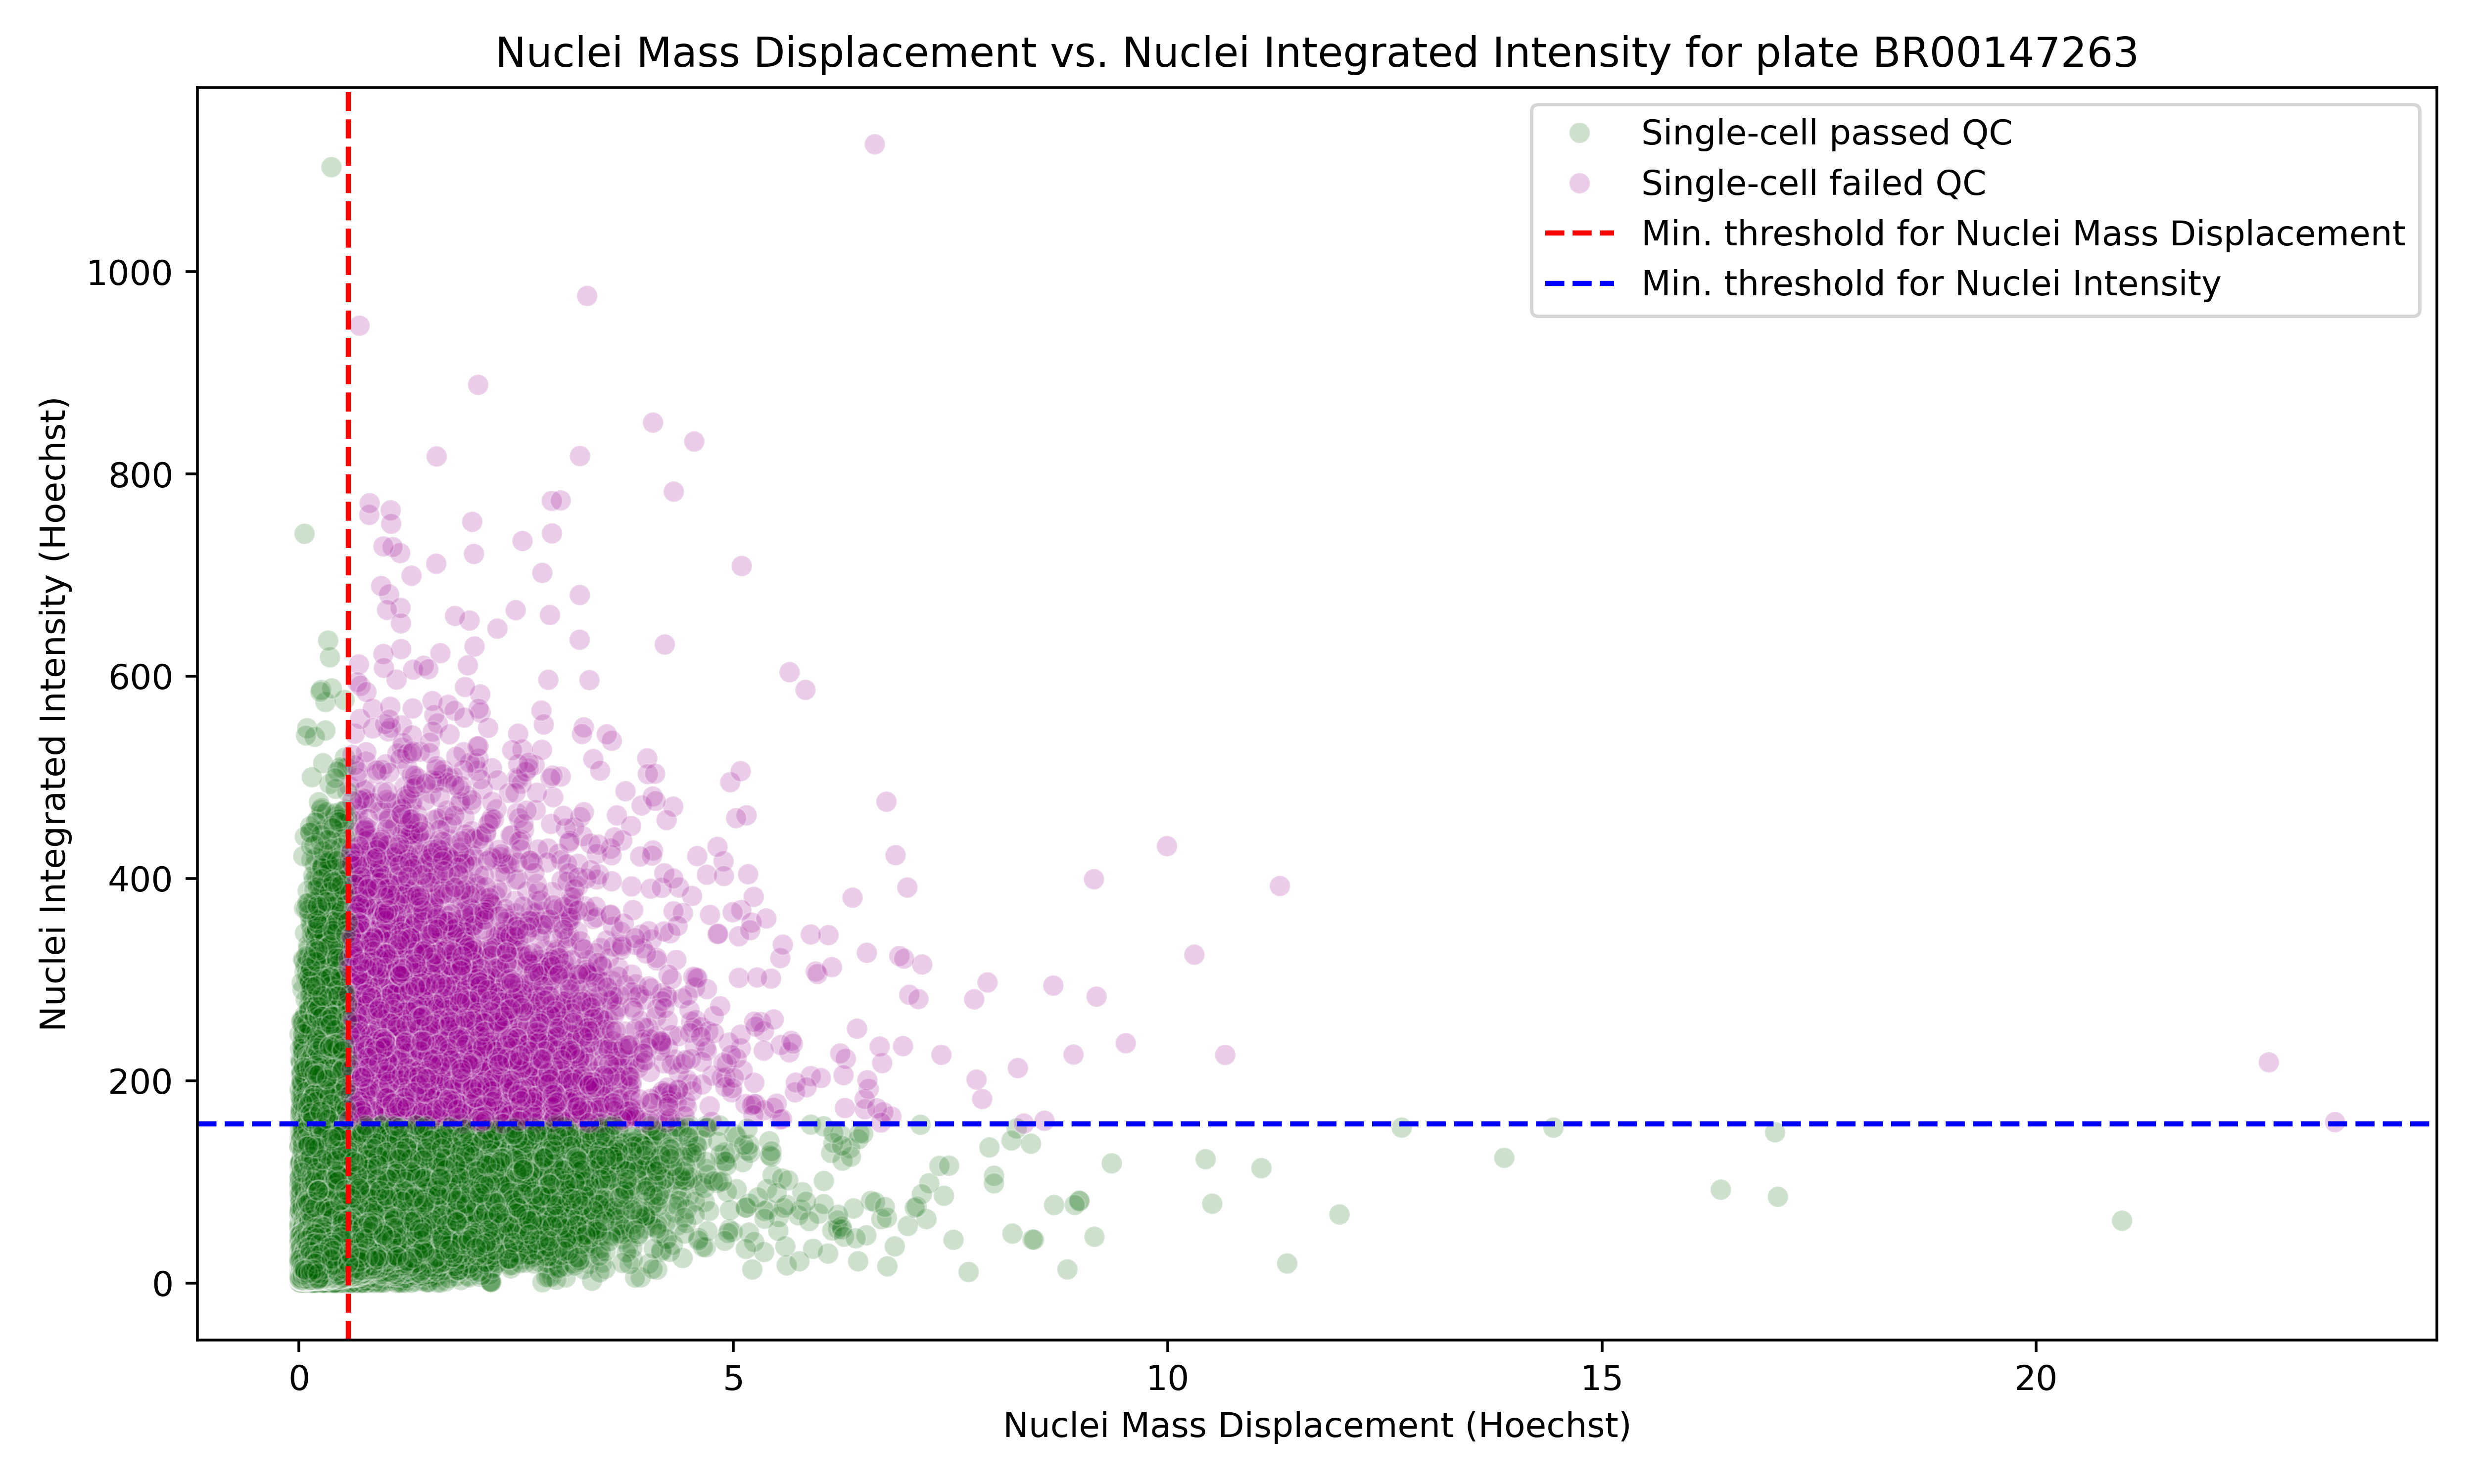 Nuclei Mass Displacement vs. Nuclei Integrated Intensity for plate BR00147263
Single-cell passed QC
Single-cell failed QC
Min. threshold for Nuclei Mass Displacement
Min. threshold for Nuclei Intensity
Nuclei Integrated Intensity (Hoechst)
1000
800
600
400
200
0
0 5 10 15 20
Nuclei Mass Displacement (Hoechst)